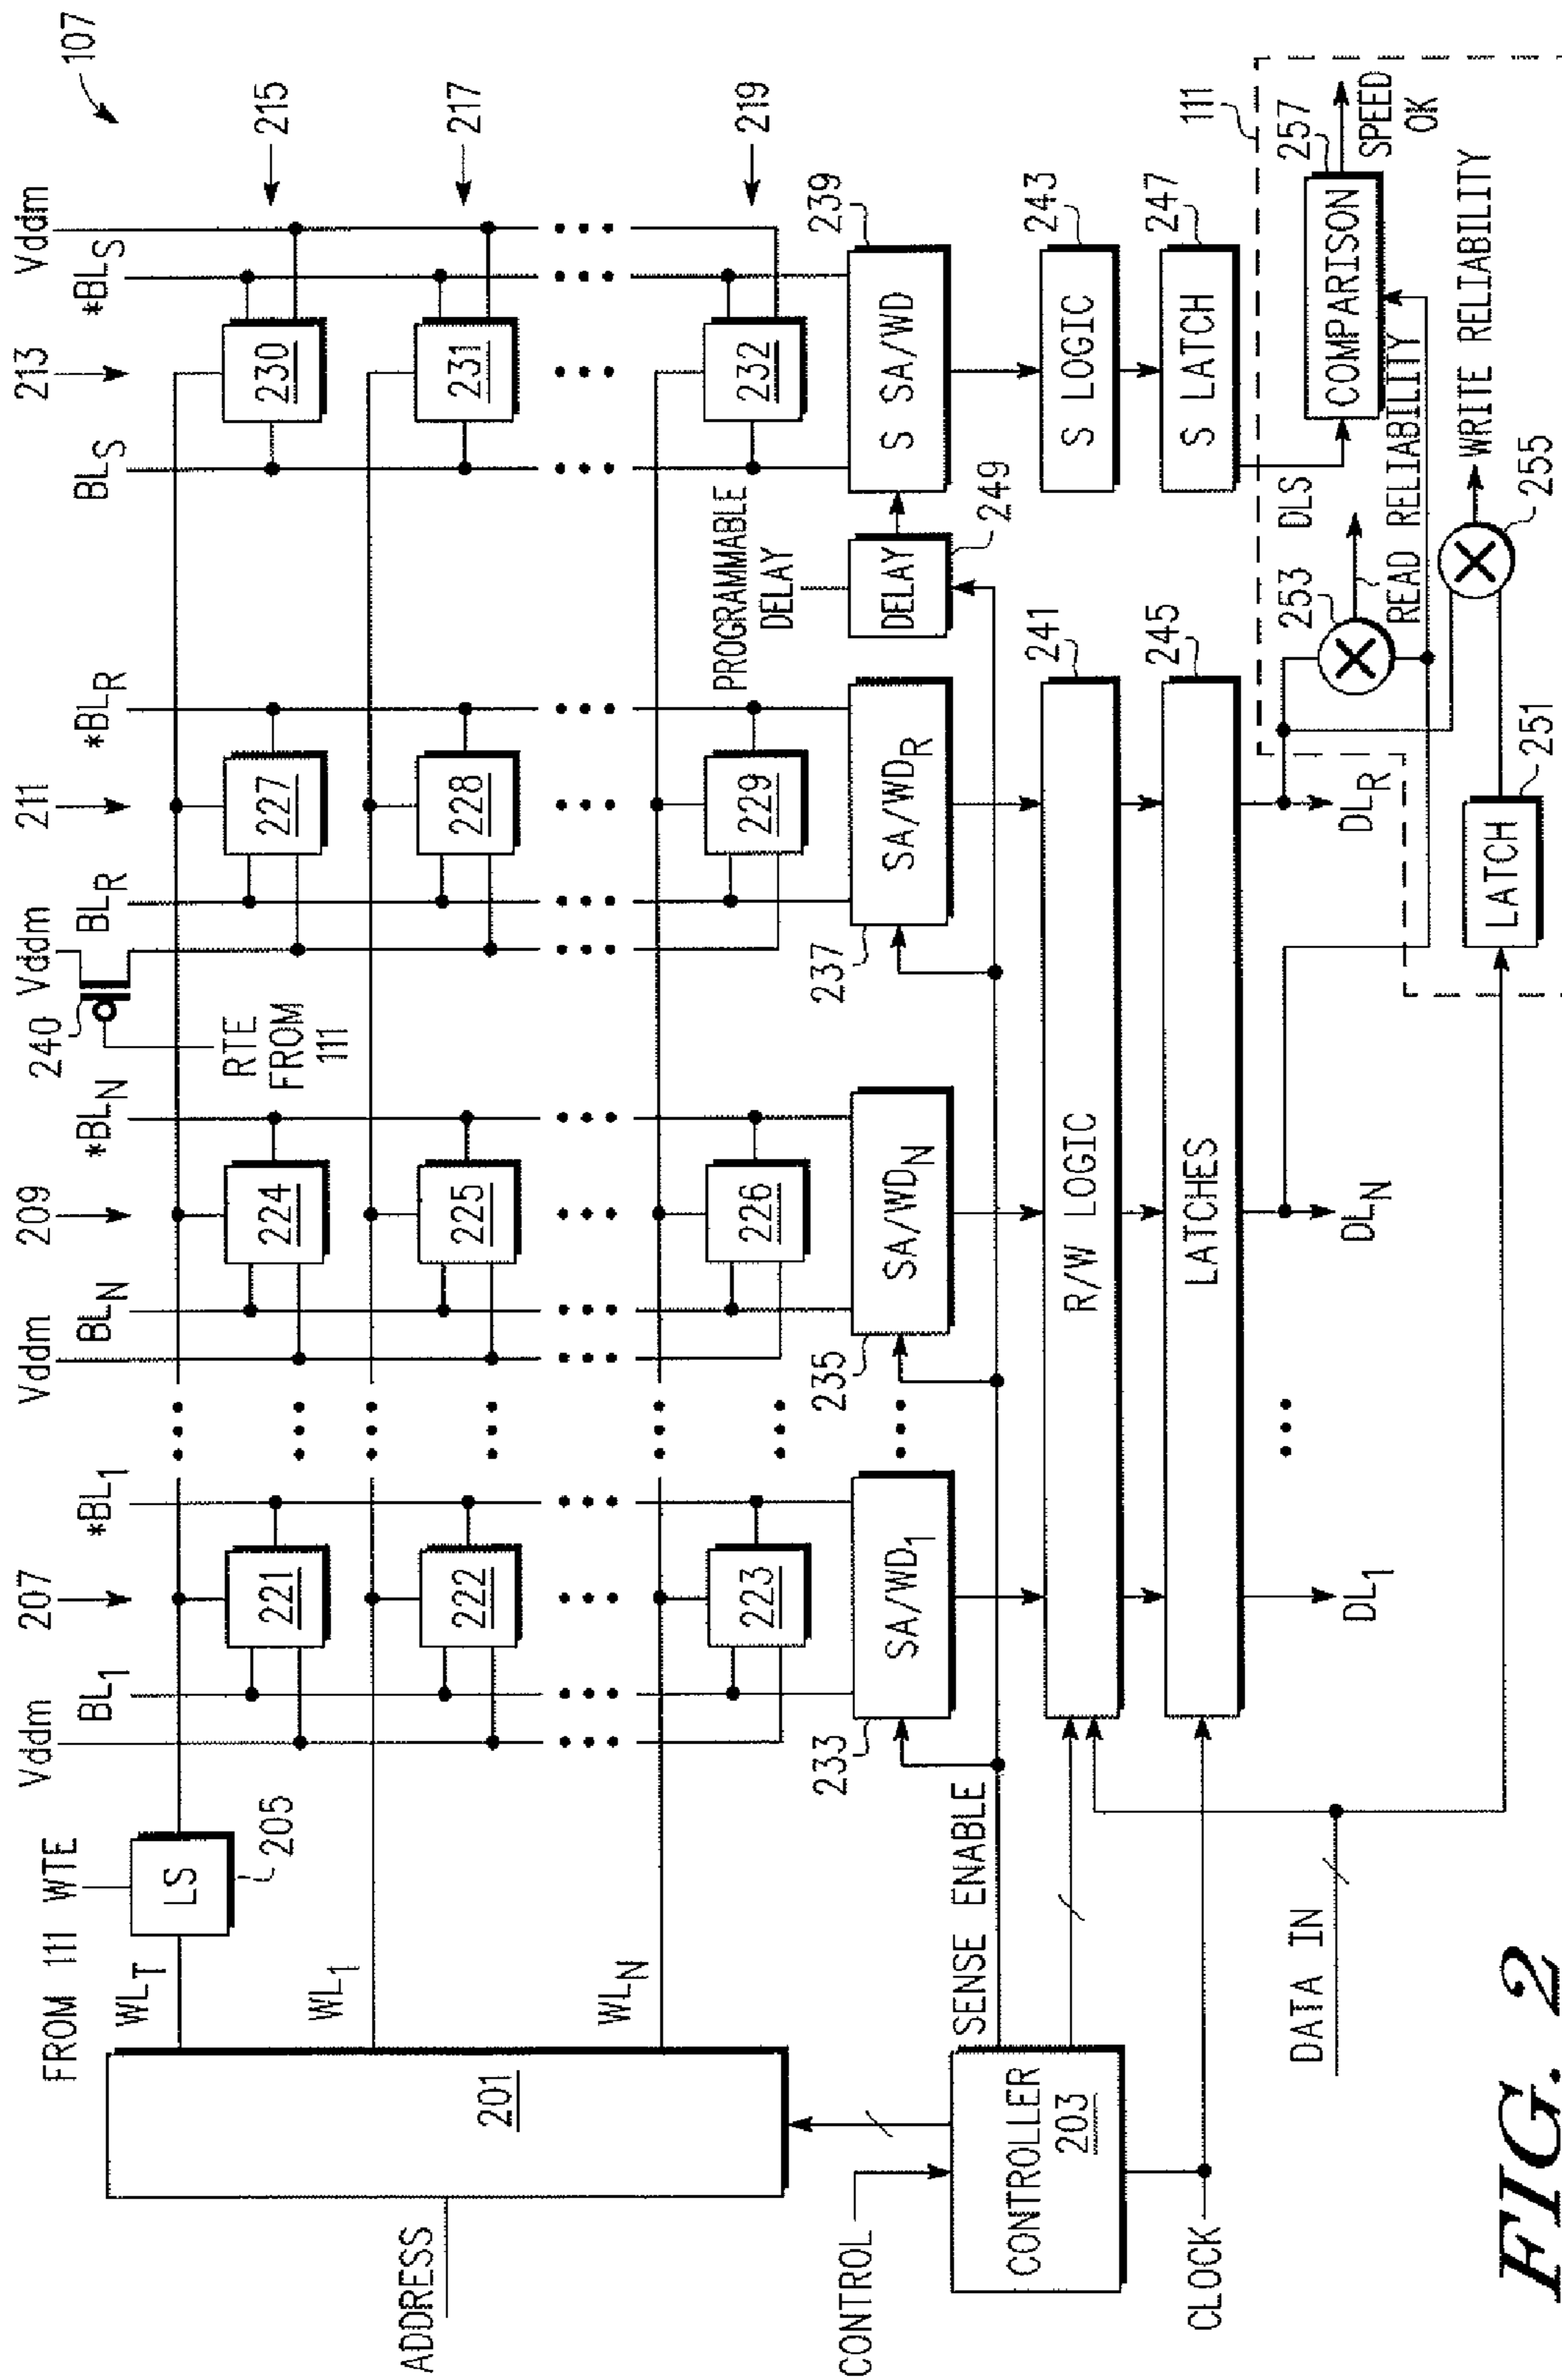 107
207
209
211
213
FROM 111 WTE
Vddm
BL1
*BL1
Vddm
BLN
*BLN
240
Vddm
BLR
*BLR
BLS
*BLS
Vddm
RTE
FROM
111
WLT
LS
205
221
224
227
230
215
WL1
222
225
228
231
217
201
ADDRESS
WLN
223
226
229
232
219
PROGRAMMABLE
DELAY
233
SA/WD1
235
SA/WDN
237
SA/WDR
DELAY
249
S SA/WD
239
SENSE ENABLE
CONTROL
CONTROLLER
203
R/W LOGIC
241
S LOGIC
243
CLOCK
LATCHES
245
S LATCH
247
DATA IN
DL1
DLN
DLR
253
DLS
READ RELIABILITY
COMPARISON
257
SPEED
OK
111
LATCH
251
255
WRITE RELIABILITY
FIG. 2